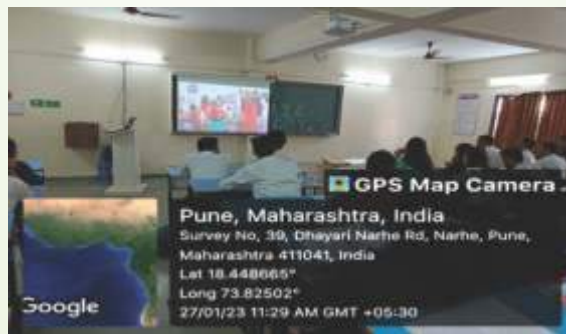 GPS Map Camera
Pune, Maharashtra, India
Survey No, 39, Dhayari Narhe Rd, Narhe, Pune,
Maharashtra 411041, India
Lat 18.448665°
Long 73.82502°
27/01/23 11:29 AM GMT +05:30
Google